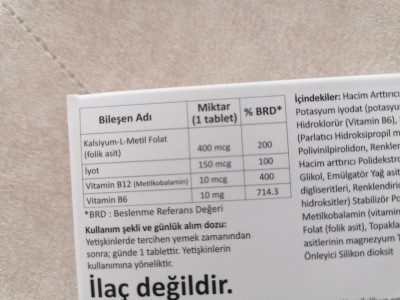 Bileşen Adı Miktar (1 tablet) % BRD*
Kalsiyum-L-Metil Folat
(folik asit) 400 mcg 200
İyot 150 mcg 100
Vitamin B12 (Metilkobalamin) 10 mcg 400
Vitamin B6 10 mg 714.3
*BRD : Beslenme Referans Değeri
Kullanım şekli ve günlük alım dozu:
Yetişkinlerde tercihen yemek zamanından
sonra; günde 1 tablettir. Yetişkinlerin
kullanımına yöneliktir.
İlaç değildir.
İçindekiler: Hacim Arttırıcı
Potasyum iyodat (potasyu
Hidroklorür (Vitamin B6),
(Parlatıcı Hidroksipropil m
Polivinilpirolidon, Renklen
Hacim arttırıcı Polidekstro
Glikol, Emülgatör Yağ asit
digliseritleri, Renklendiri
hidroksitler) Stabilizör Po
Metilkobalamin (vitamin
Folat (folik asit), Topakla
asitlerinin magnezyum T
Önleyici Silikon dioksit